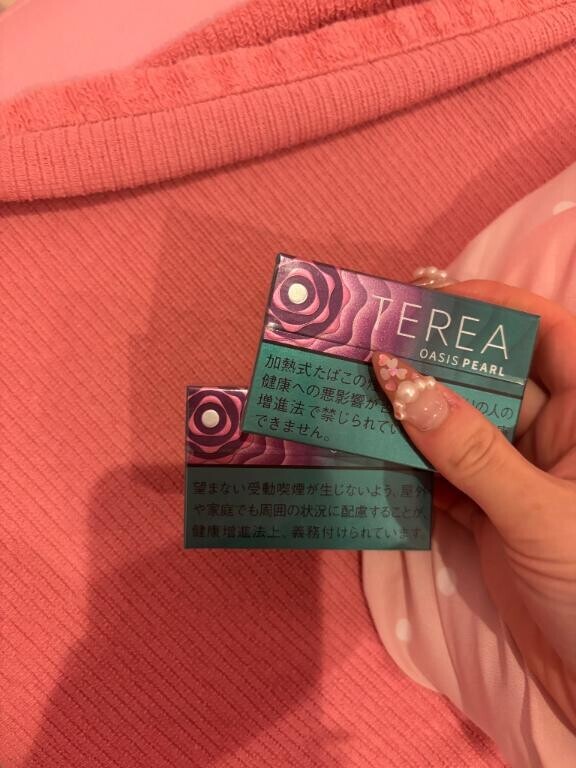 TEREA
OASIS PEARL
加熱式たばこの
健康への悪影響が
りの人の
増進法で禁じられてい
できません。
望まない受動喫煙が生じないよう、屋外
や家庭でも周囲の状況に配慮することが、
健康増進法上、義務付けられています。